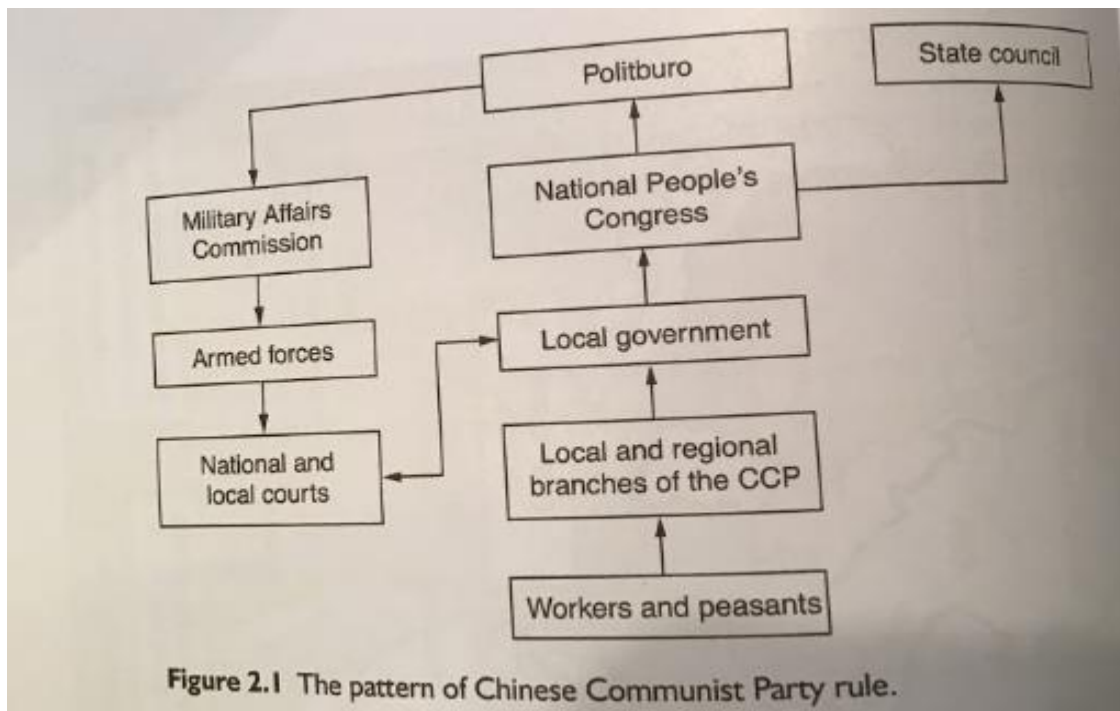 Politburo
State council
Military Affairs
Commission
National People's
Congress
Armed forces
Local government
National and
local courts
Local and regional
branches of the CCP
Workers and peasants
Figure 2.1 The pattern of Chinese Communist Party rule.